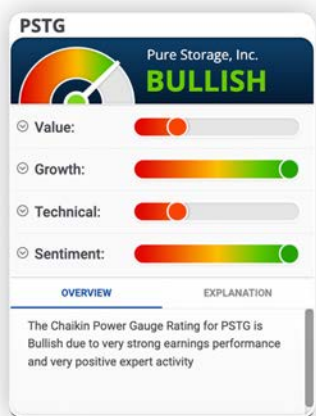 PSTG
Pure Storage, Inc.
BULLISH
Value:
Growth:
Technical:
Sentiment:
OVERVIEW
EXPLANATION
The Chaikin Power Gauge Rating for PSTG is
Bullish due to very strong earnings performance
and very positive expert activity